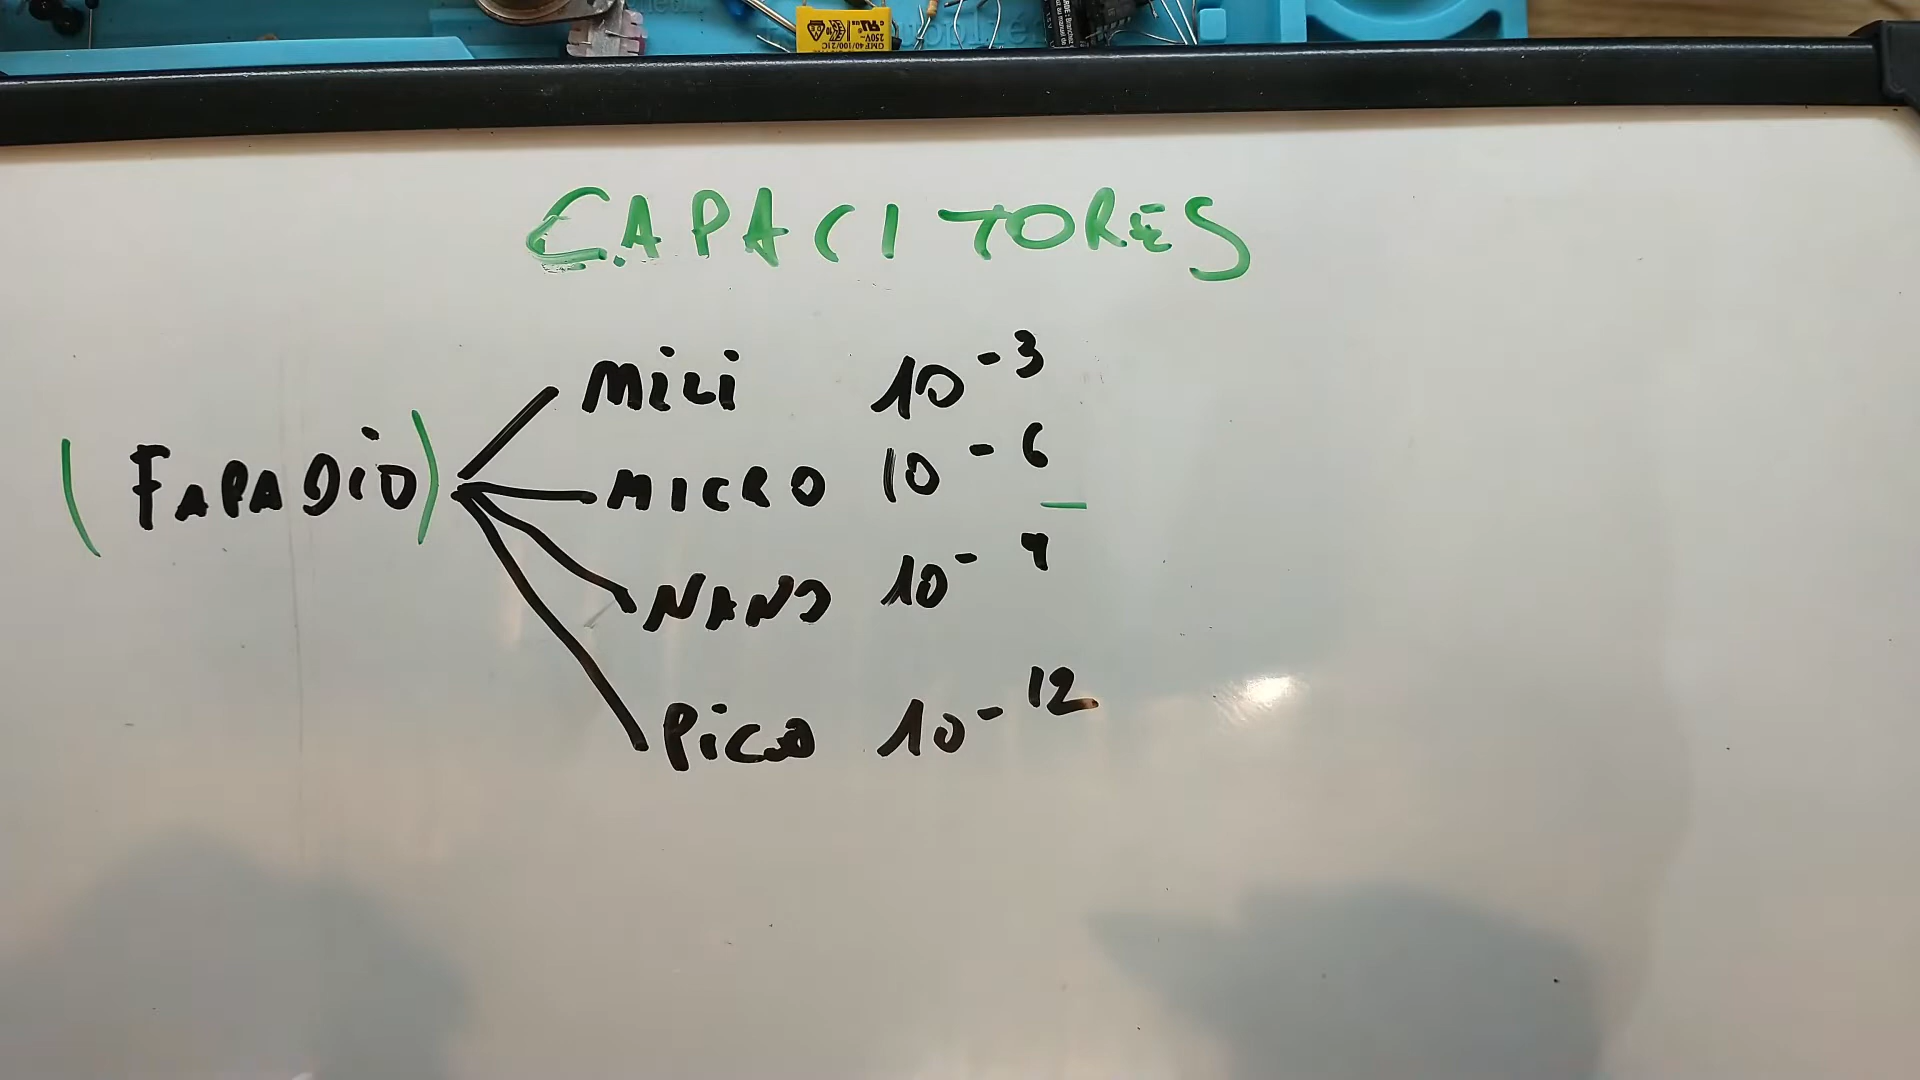 CAPACITORES
(FARADIO)
MiLi 10^-3
MICRO 10^-6
NANO 10^-9
PiCO 10^-12